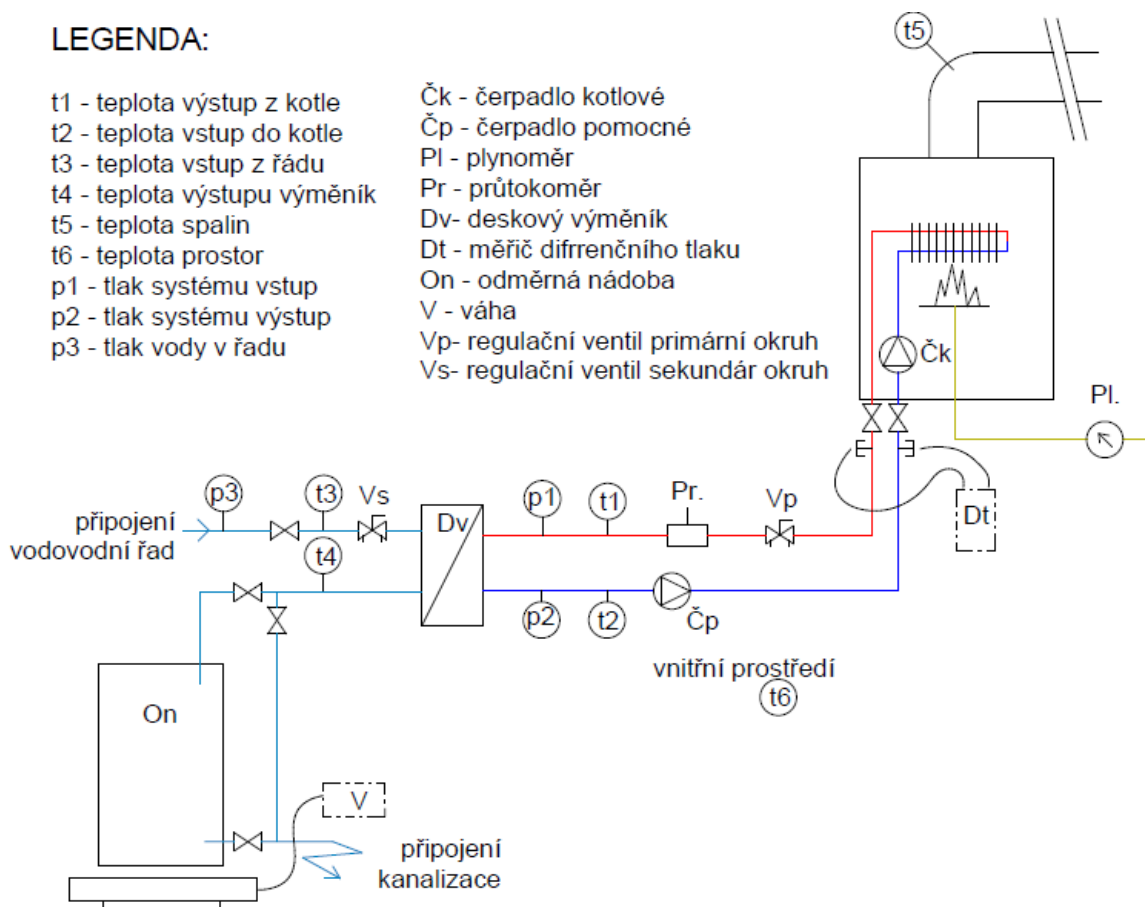 LEGENDA:
t1 - teplota výstup z kotle
t2 - teplota vstup do kotle
t3 - teplota vstup z řádu
t4 - teplota výstupu výměník
t5 - teplota spalin
t6 - teplota prostor
p1 - tlak systému vstup
p2 - tlak systému výstup
p3 - tlak vody v řadu
Čk - čerpadlo kotlové
Čp - čerpadlo pomocné
Pl - plynoměr
Pr - průtokoměr
Dv- deskový výměník
Dt - měřič difrrenčního tlaku
On - odměrná nádoba
V - váha
Vp- regulační ventil primární okruh
Vs- regulační ventil sekundár okruh
t5
Čk
Pl.
Dt
p3
t3
Vs
Dv
p1
t1
Pr.
Vp
připojení
vodovodní řad
t4
p2
t2
Čp
vnitřní prostředí
t6
On
V
připojení
kanalizace